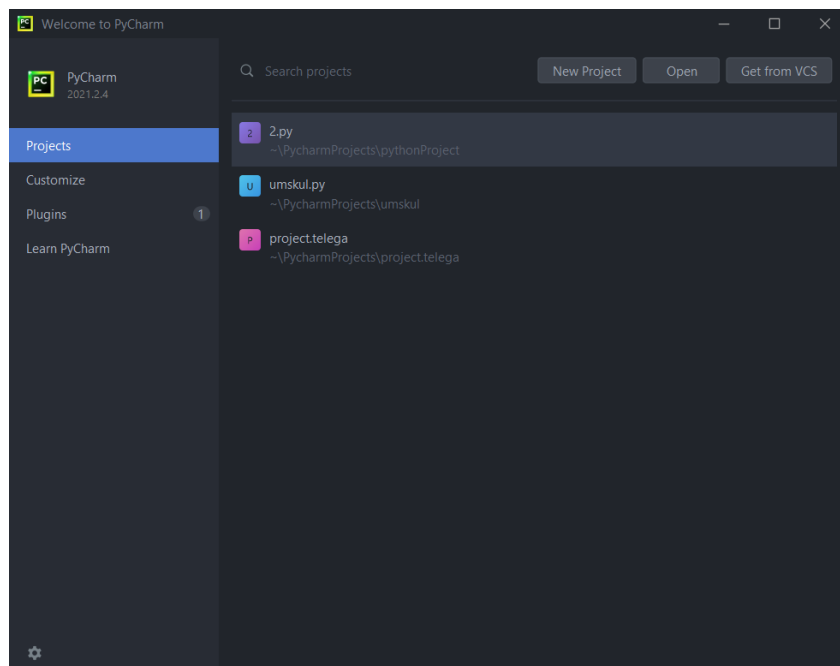 PC Welcome to PyCharm
PC
PyCharm
2021.2.4
Projects
Customize
Plugins 1
Learn PyCharm
Search projects New Project Open Get from VCS
2 2.py
~\PycharmProjects\pythonProject
U umskul.py
~\PycharmProjects\umskul
P project.telega
~\PycharmProjects\project.telega